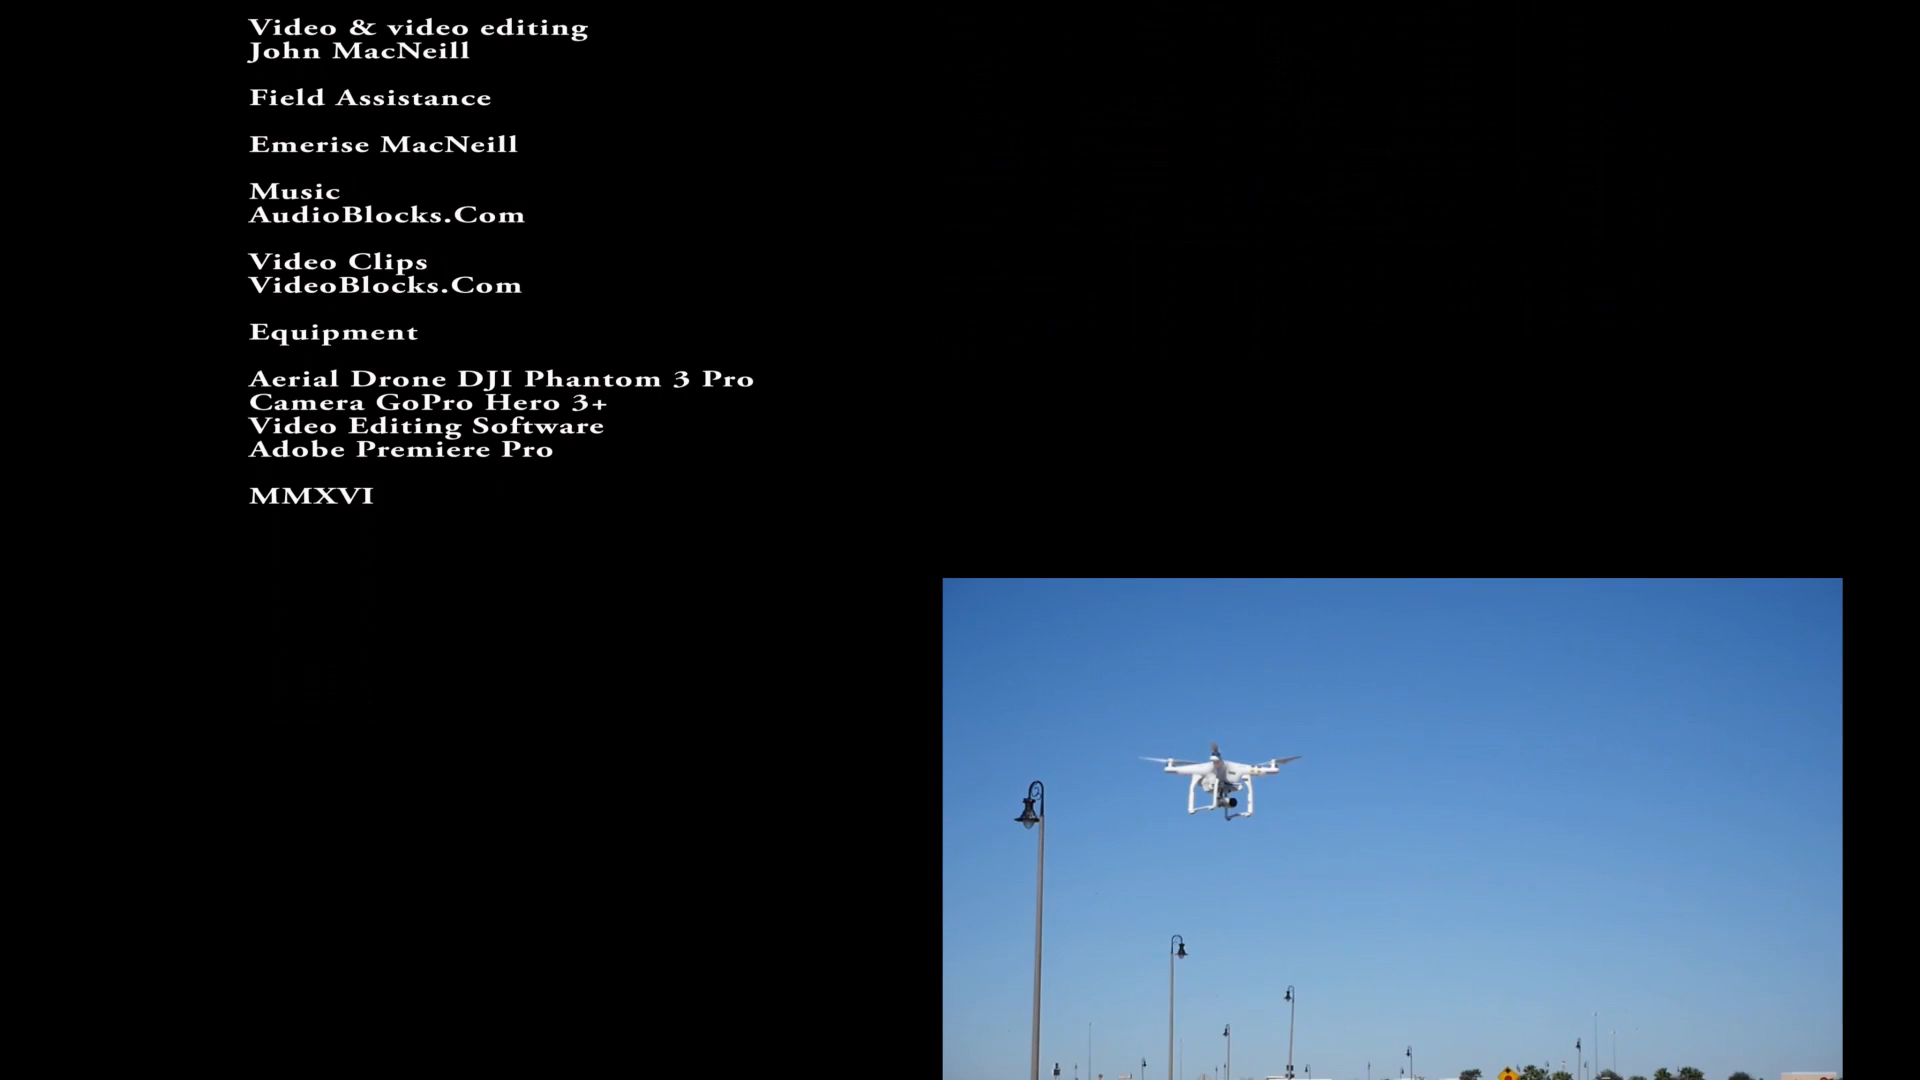 Video & video editing
John MacNeill
Field Assistance
Emerise MacNeill
Music
AudioBlocks.Com
Video Clips
VideoBlocks.Com
Equipment
Aerial Drone DJI Phantom 3 Pro
Camera GoPro Hero 3+
Video Editing Software
Adobe Premiere Pro
MMXVI